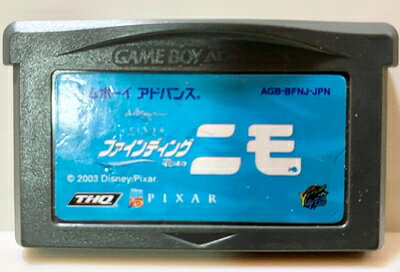 GAME BOY AD
ムボーイ アドバンス®
AGB-BFNJ-JPN
ファインディング ニモ
© 2003 Disney/Pixar.
THQ
PIXAR